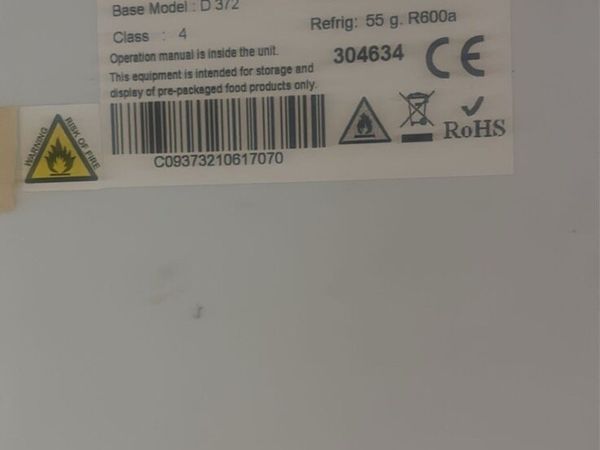 Base Model : D 372
Class : 4
Refrig: 55 g. R600a
Operation manual is inside the unit.
304634
CE
This equipment is intended for storage and
display of pre-packaged food products only.
RoHS
C09373210617070
WARNING
RISK OF FIRE